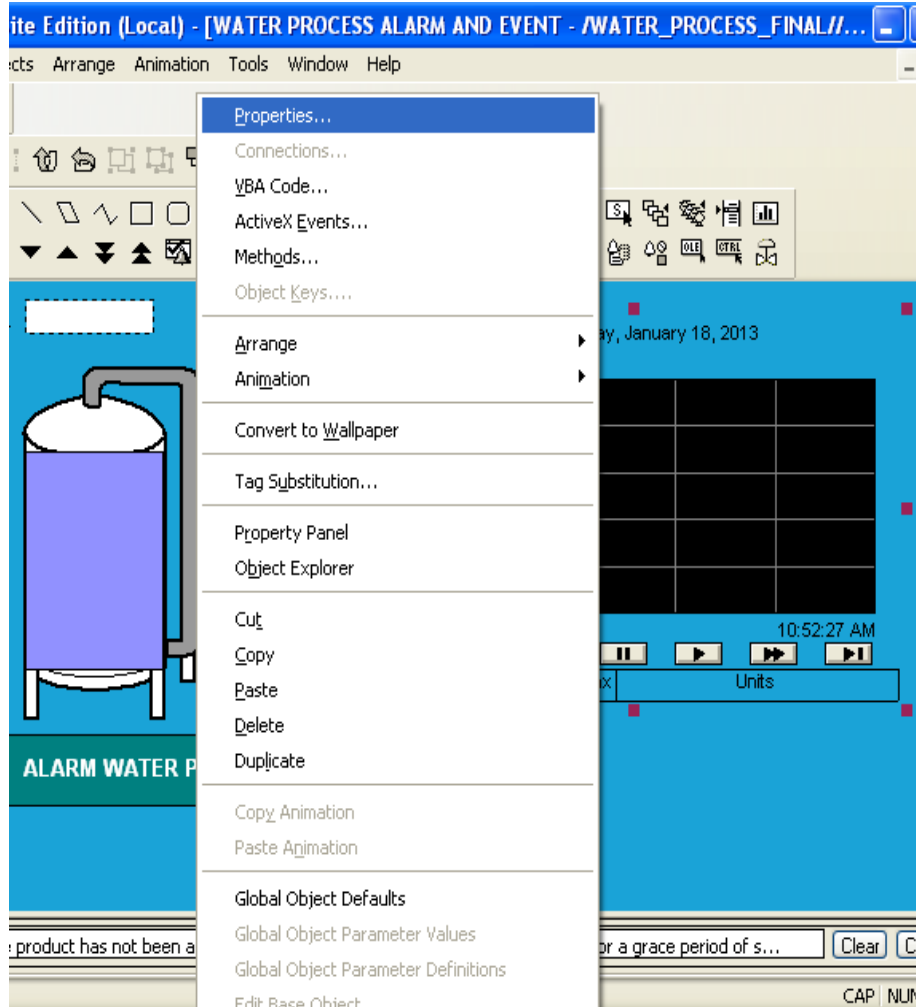 ite Edition (Local) - [WATER PROCESS ALARM AND EVENT - /WATER_PROCESS_FINAL//...
cts Arrange Animation Tools Window Help
Properties...
Connections...
VBA Code...
ActiveX Events...
Methods...
Object Keys....
Arrange
Animation
Convert to Wallpaper
Tag Substitution...
Property Panel
Object Explorer
Cut
Copy
Paste
Delete
Duplicate
Copy Animation
Paste Animation
Global Object Defaults
Global Object Parameter Values
Global Object Parameter Definitions
Edit Base Object
S
OLE
CTRL
ay, January 18, 2013
10:52:27 AM
x Units
ALARM WATER P
product has not been a
or a grace period of s...
Clear
C
CAP NUM